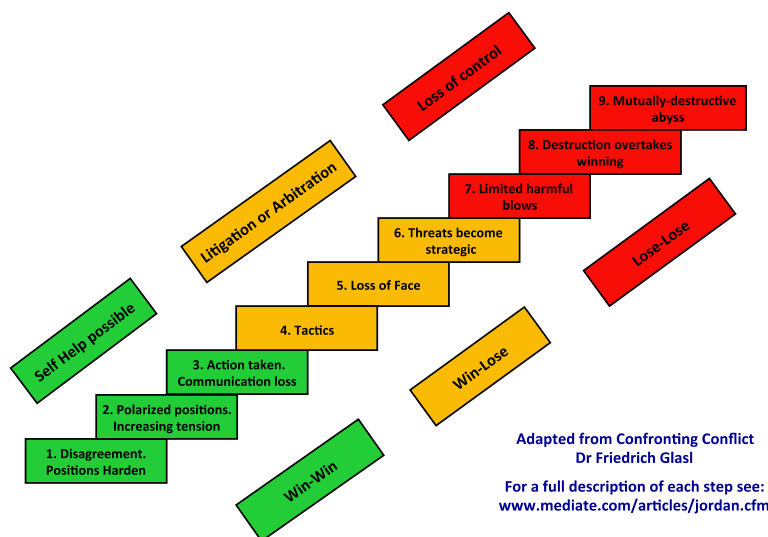 Loss of control
9. Mutually-destructive
abyss
8. Destruction overtakes
winning
Litigation or Arbitration
7. Limited harmful
blows
6. Threats become
strategic
Lose-Lose
5. Loss of Face
Self Help possible
4. Tactics
3. Action taken.
Communication loss
Win-Lose
2. Polarized positions.
Increasing tension
1. Disagreement.
Positions Harden
Win-Win
Adapted from Confronting Conflict
Dr Friedrich Glasl
For a full description of each step see:
www.mediate.com/articles/jordan.cfm